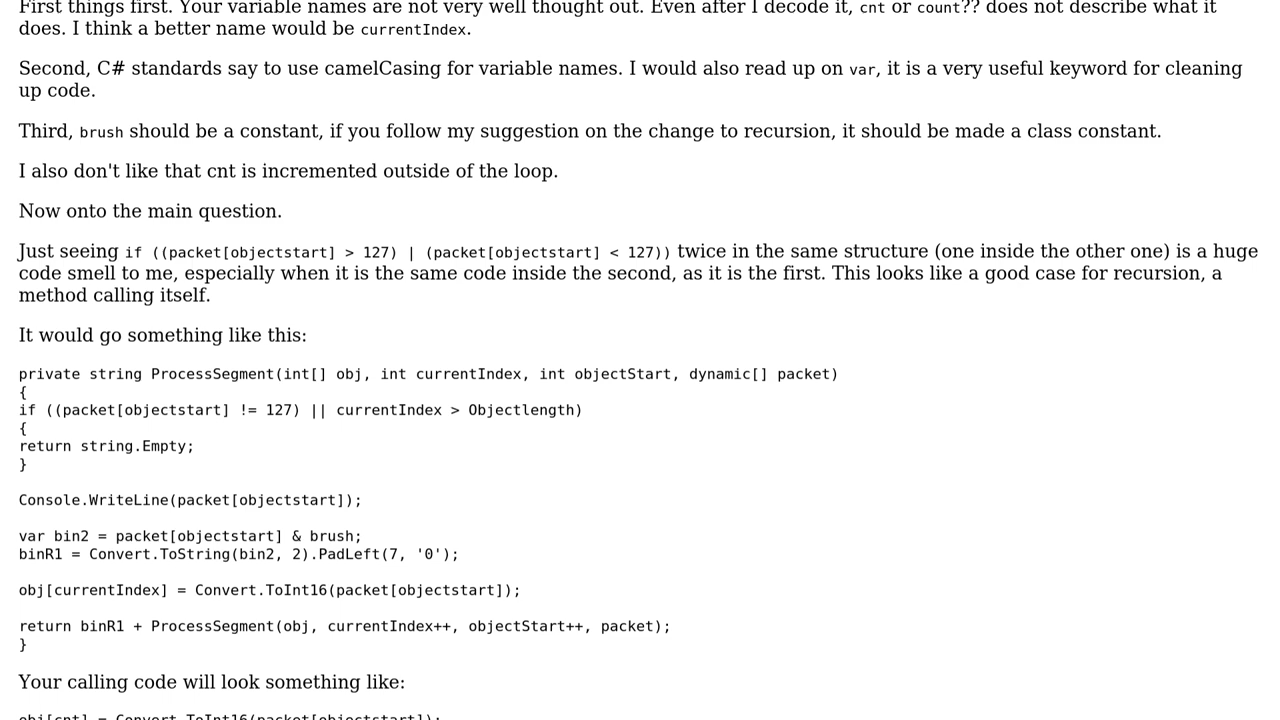 First things first. Your variable names are not very well thought out. Even after I decode it, cnt or count?? does not describe what it
does. I think a better name would be currentIndex.
Second, C# standards say to use camelCasing for variable names. I would also read up on var, it is a very useful keyword for cleaning
up code.
Third, brush should be a constant, if you follow my suggestion on the change to recursion, it should be made a class constant.
I also don't like that cnt is incremented outside of the loop.
Now onto the main question.
Just seeing if ((packet[objectstart] > 127) | (packet[objectstart] < 127)) twice in the same structure (one inside the other one) is a huge
code smell to me, especially when it is the same code inside the second, as it is the first. This looks like a good case for recursion, a
method calling itself.
It would go something like this:
private string ProcessSegment(int[] obj, int currentIndex, int objectStart, dynamic[] packet)
{
if ((packet[objectstart] != 127) || currentIndex > Objectlength)
{
return string.Empty;
}
Console.WriteLine(packet[objectstart]);
var bin2 = packet[objectstart] & brush;
binR1 = Convert.ToString(bin2, 2).PadLeft(7, '0');
obj[currentIndex] = Convert.ToInt16(packet[objectstart]);
return binR1 + ProcessSegment(obj, currentIndex++, objectStart++, packet);
}
Your calling code will look something like:
obj[cnt] = Convert.ToInt16(packet[objectstart]);